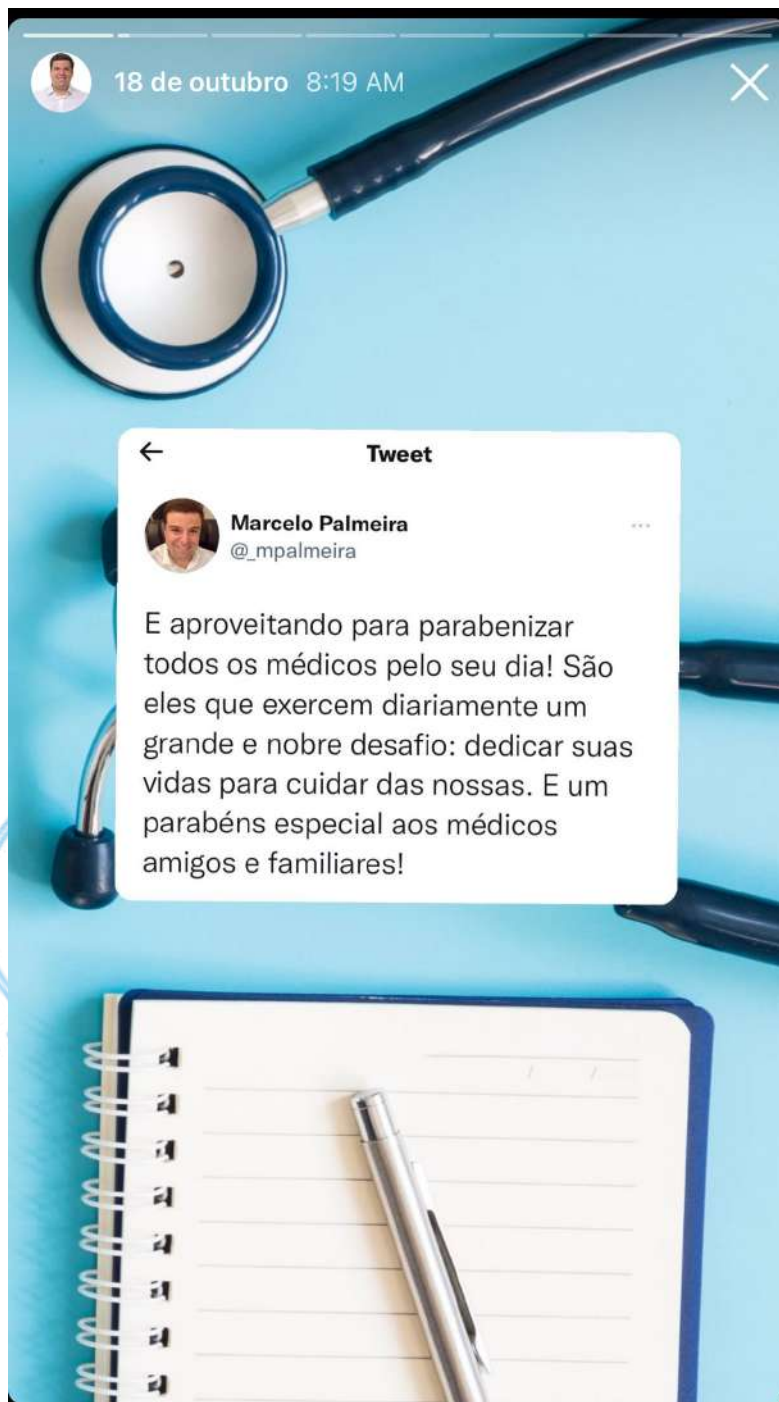 18 de outubro 8:19 AM
Tweet
Marcelo Palmeira
@_mpalmeira
E aproveitando para parabenizar
todos os médicos pelo seu dia! São
eles que exercem diariamente um
grande e nobre desafio: dedicar suas
vidas para cuidar das nossas. E um
parabéns especial aos médicos
amigos e familiares!